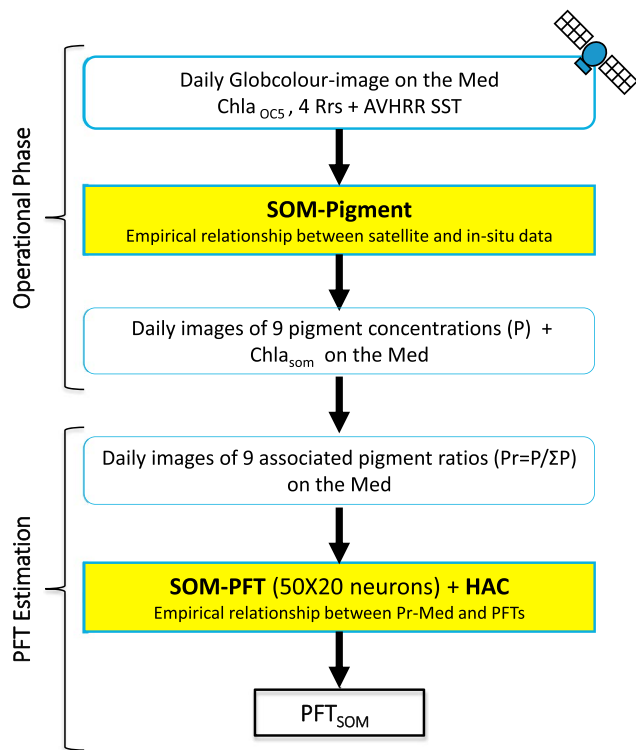 Daily Globcolour-image on the Med
Chla OC5 , 4 Rrs + AVHRR SST
Operational Phase
SOM-Pigment
Empirical relationship between satellite and in-situ data
Daily images of 9 pigment concentrations (P) +
Chla som on the Med
Daily images of 9 associated pigment ratios (Pr=P/ΣP)
on the Med
PFT Estimation
SOM-PFT (50X20 neurons) + HAC
Empirical relationship between Pr-Med and PFTs
PFT SOM